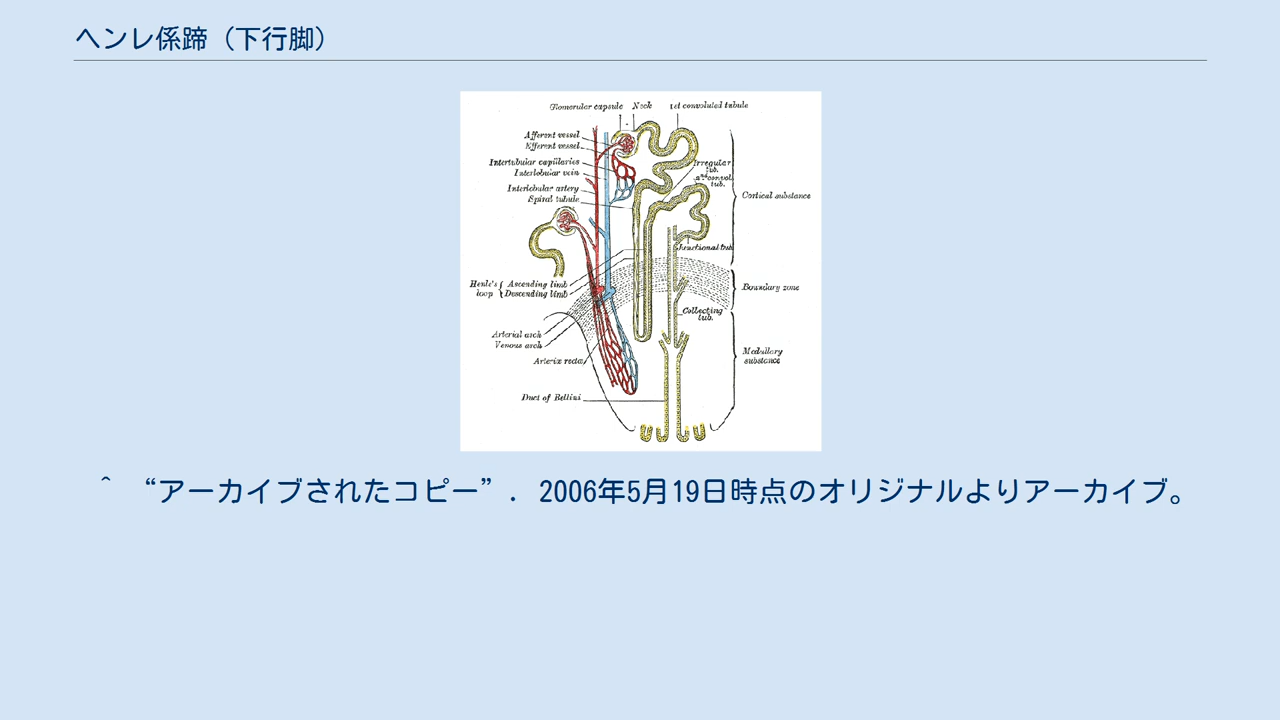 ヘンレ係蹄（下行脚）
Glomerular capsule Neck 1st convoluted tubule
Afferent vessel
Efferent vessel
Intertubular capillaries
Interlobular vein
Interlobular artery
Spiral tubule
Irregular tub.
2nd convol. tub.
Cortical substance
Junctional tub.
Henle's loop
Ascending limb
Descending limb
Boundary zone
Collecting tub.
Arterial arch
Venous arch
Arteriæ rectæ
Medullary substance
Duct of Bellini
^ “アーカイブされたコピー”. 2006年5月19日時点のオリジナルよりアーカイブ。